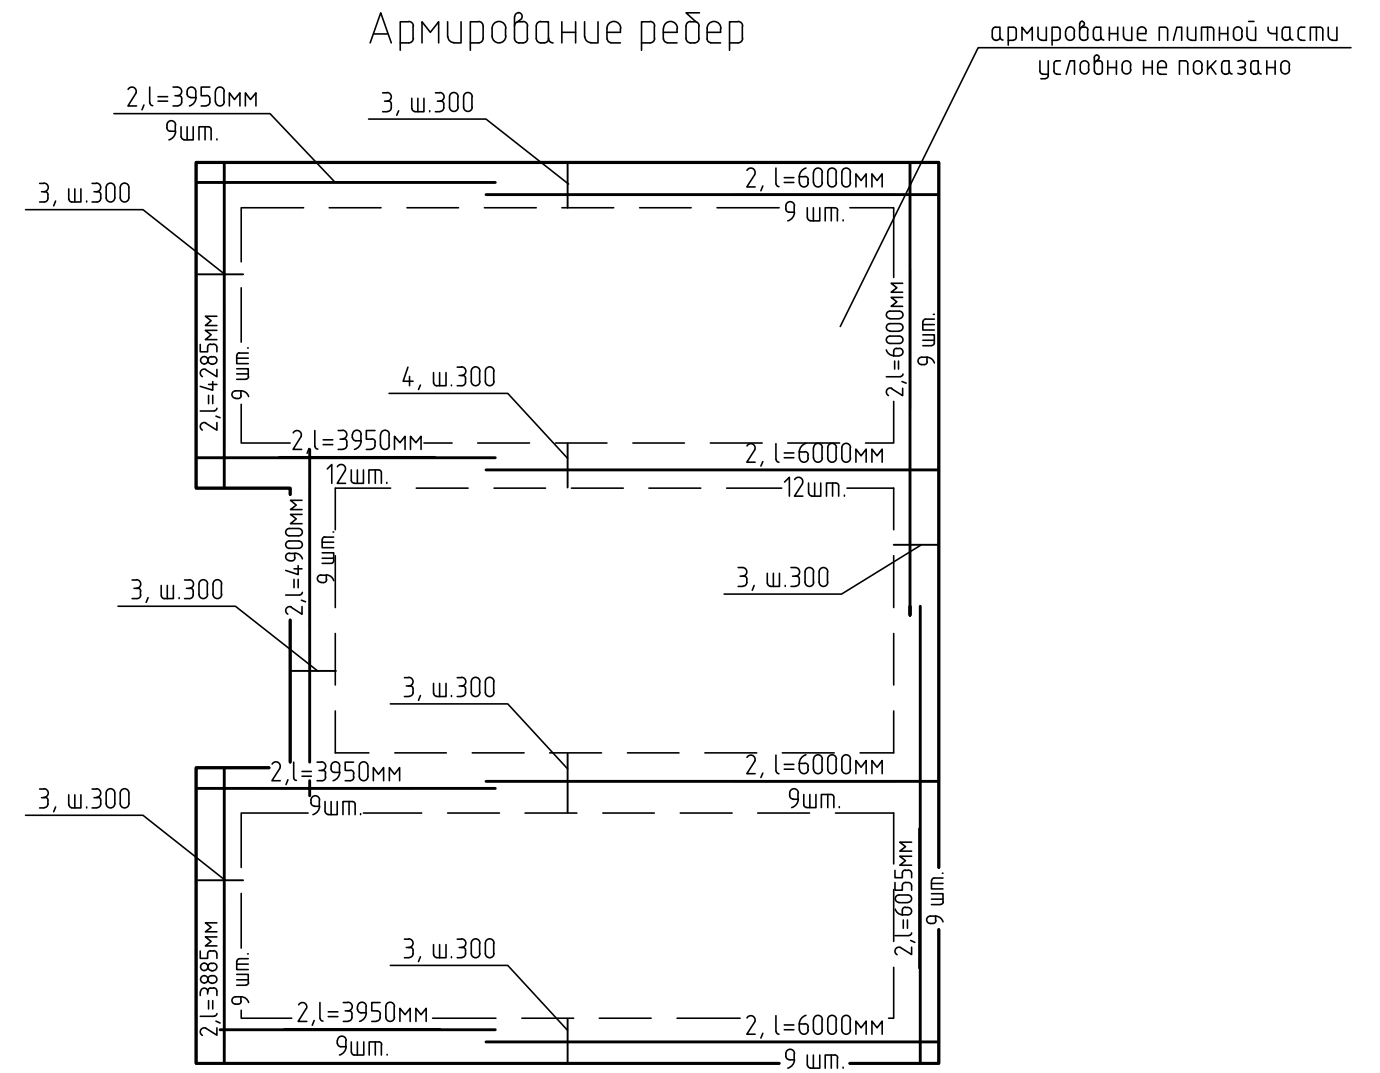 Армирование ребер
армирование плитной части
условно не показано
2,l=3950мм
9шт.
3, ш.300
3, ш.300
2, l=6000мм
9 шт.
2,l=4285мм
9 шт.
2,l=6000мм
9 шт.
4, ш.300
2,l=3950мм
12шт.
2, l=6000мм
12шт.
2,l=4900мм
9 шт.
3, ш.300
3, ш.300
3, ш.300
2,l=3950мм
9шт.
2, l=6000мм
9шт.
3, ш.300
2,l=6055мм
9 шт.
2,l=3885мм
9 шт.
3, ш.300
2,l=3950мм
9шт.
2, l=6000мм
9 шт.